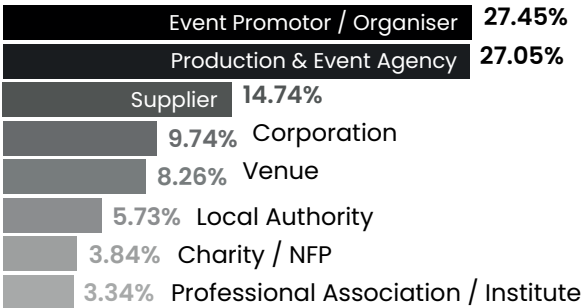 Event Promotor / Organiser 27.45%
Production & Event Agency 27.05%
Supplier 14.74%
9.74% Corporation
8.26% Venue
5.73% Local Authority
3.84% Charity / NFP
3.34% Professional Association / Institute